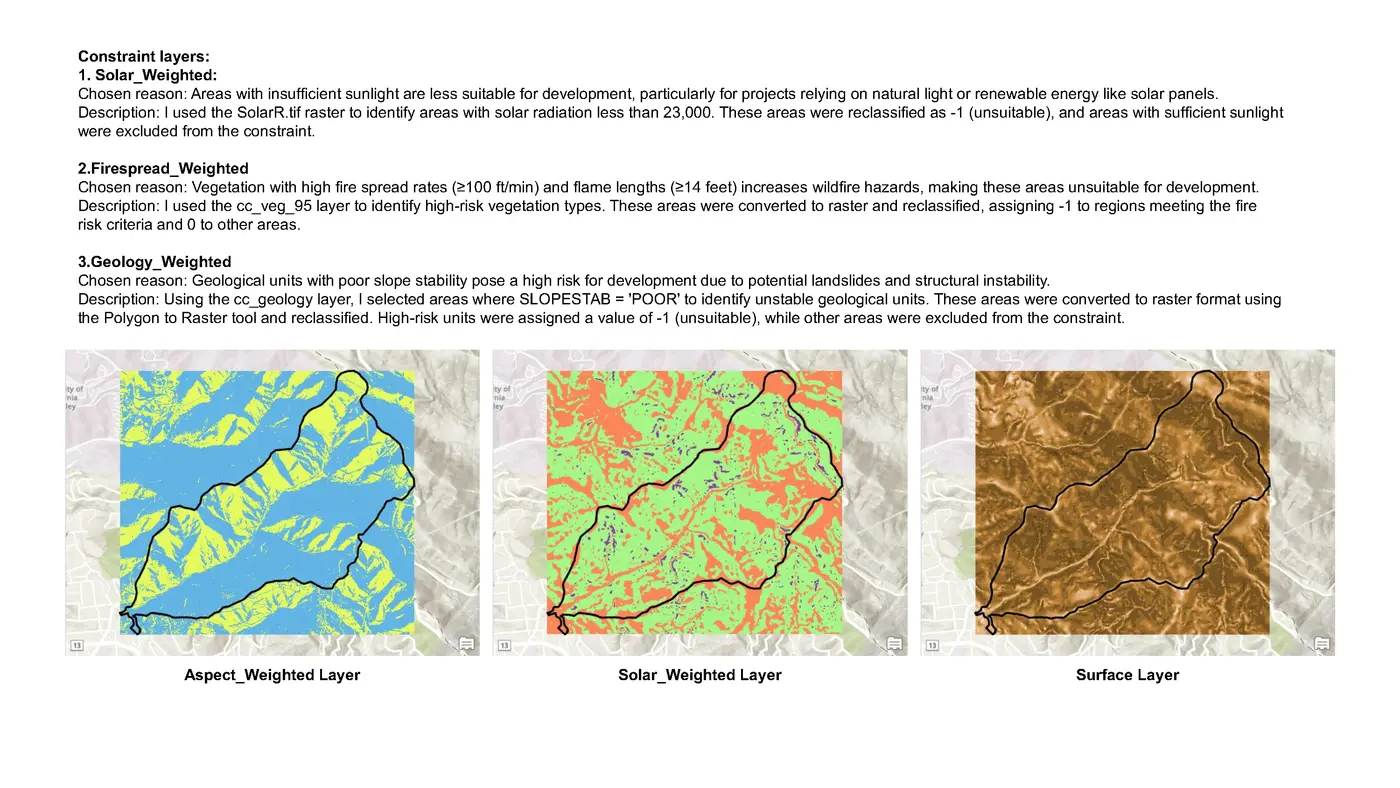 Constraint layers:
1. Solar_Weighted:
Chosen reason: Areas with insufficient sunlight are less suitable for development, particularly for projects relying on natural light or renewable energy like solar panels.
Description: I used the SolarR.tif raster to identify areas with solar radiation less than 23,000. These areas were reclassified as -1 (unsuitable), and areas with sufficient sunlight
were excluded from the constraint.
2.Firespread_Weighted
Chosen reason: Vegetation with high fire spread rates (≥100 ft/min) and flame lengths (≥14 feet) increases wildfire hazards, making these areas unsuitable for development.
Description: I used the cc_veg_95 layer to identify high-risk vegetation types. These areas were converted to raster and reclassified, assigning -1 to regions meeting the fire
risk criteria and 0 to other areas.
3.Geology_Weighted
Chosen reason: Geological units with poor slope stability pose a high risk for development due to potential landslides and structural instability.
Description: Using the cc_geology layer, I selected areas where SLOPESTAB = 'POOR' to identify unstable geological units. These areas were converted to raster format using
the Polygon to Raster tool and reclassified. High-risk units were assigned a value of -1 (unsuitable), while other areas were excluded from the constraint.
ity of
rnia
ley
13
ity of
nia
ley
13
ity of
rnia
ley
13
Aspect_Weighted Layer
Solar_Weighted Layer
Surface Layer